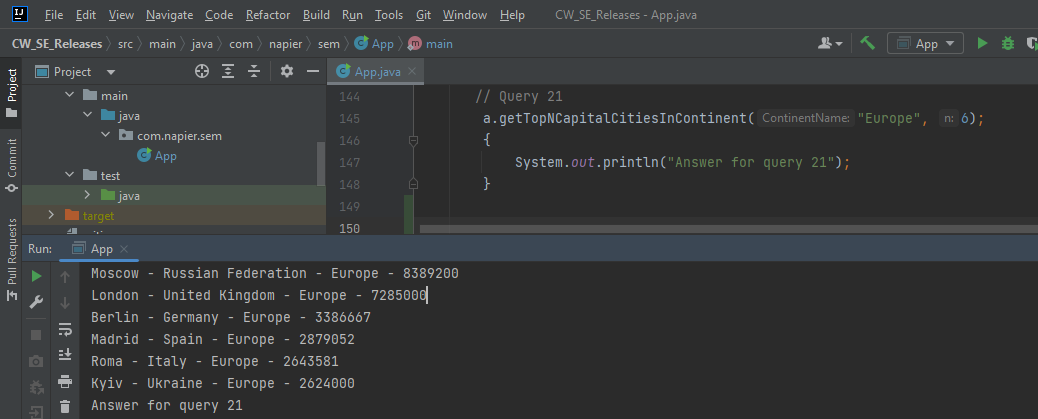 File Edit View Navigate Code Refactor Build Run Tools Git Window Help CW_SE_Releases - App.java
CW_SE_Releases src main java com napier sem App main
App
Project
App.java
main
java
com.napier.sem
App
test
java
target
144 // Query 21
145 a.getTopNCapitalCitiesInContinent( ContinentName: "Europe", n: 6);
146 {
147 System.out.println("Answer for query 21");
148 }
149
150
Project
Commit
Pull Requests
Run: App
Moscow - Russian Federation - Europe - 8389200
London - United Kingdom - Europe - 7285000
Berlin - Germany - Europe - 3386667
Madrid - Spain - Europe - 2879052
Roma - Italy - Europe - 2643581
Kyiv - Ukraine - Europe - 2624000
Answer for query 21